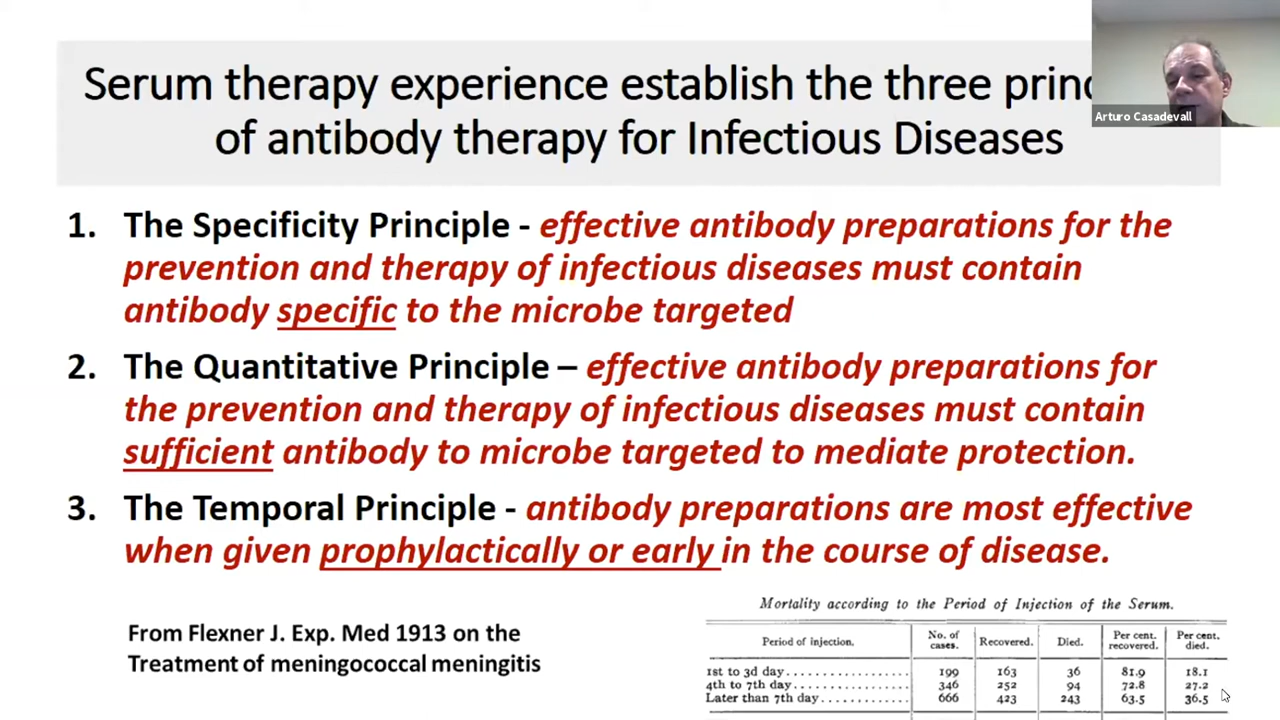 Serum therapy experience establish the three princ
of antibody therapy for Infectious Diseases
Arturo Casadevall
1. The Specificity Principle - effective antibody preparations for the
prevention and therapy of infectious diseases must contain
antibody specific to the microbe targeted
2. The Quantitative Principle – effective antibody preparations for
the prevention and therapy of infectious diseases must contain
sufficient antibody to microbe targeted to mediate protection.
3. The Temporal Principle - antibody preparations are most effective
when given prophylactically or early in the course of disease.
From Flexner J. Exp. Med 1913 on the
Treatment of meningococcal meningitis
Mortality according to the Period of Injection of the Serum.
Period of injection. No. of cases. Recovered. Died. Per cent. recovered. Per cent. died.
1st to 3d day 199 163 36 81.9 18.1
4th to 7th day 346 252 94 72.8 27.2
Later than 7th day 666 423 243 63.5 36.5